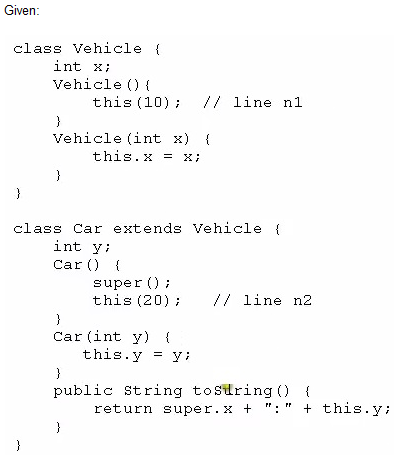 Given:
class Vehicle {
    int x;
    Vehicle(){
        this(10);  // line n1
    }
    Vehicle(int x) {
        this.x = x;
    }
}
class Car extends Vehicle {
    int y;
    Car() {
        super();
        this(20);   // line n2
    }
    Car(int y) {
       this.y = y;
    }
    public String toString() {
        return super.x + ":" + this.y;
    }
}